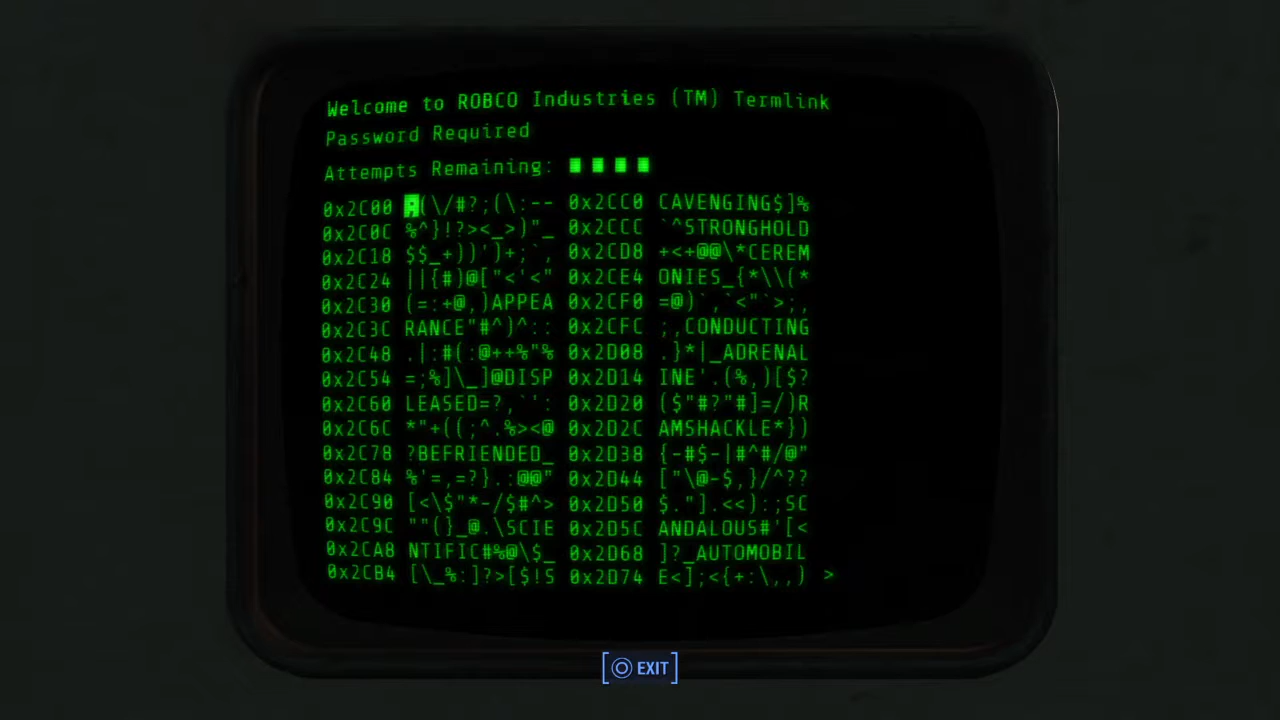 Welcome to ROBCO Industries (TM) Termlink
Password Required
Attempts Remaining:
0x2C00 A(\/#?;(\:-- 0x2CC0 CAVENGING$]%
0x2C0C %^}!?><_>)"_ 0x2CCC `^STRONGHOLD
0x2C18 $$_+))')+;`, 0x2CD8 +<+@@\*CEREM
0x2C24 ||{#)@["<'<" 0x2CE4 ONIES_{*\\(*
0x2C30 (=:+@,)APPEA 0x2CF0 =@)`,`<"`>;,
0x2C3C RANCE"#^)^:: 0x2CFC ;,CONDUCTING
0x2C48 .|:#(:@++%"% 0x2D08 .}*|_ADRENAL
0x2C54 =;%]\_]@DISP 0x2D14 INE'.(%,)[$?
0x2C60 LEASED=?,`': 0x2D20 ($"#?"#]=/)R
0x2C6C *"+((;^.%><@ 0x2D2C AMSHACKLE*})
0x2C78 ?BEFRIENDED_ 0x2D38 {-#$-|#^#/@"
0x2C84 %'=,=?}.:@@" 0x2D44 ["\@-$,}/^??
0x2C90 [<\$"*-/$#^> 0x2D50 $."].<<):;SC
0x2C9C ""(}_@.\SCIE 0x2D5C ANDALOUS#'[<
0x2CA8 NTIFIC#%@\$_ 0x2D68 ]?_AUTOMOBIL
0x2CB4 [\_%:]?>[$!S 0x2D74 E<];<{+:\,,) >
EXIT